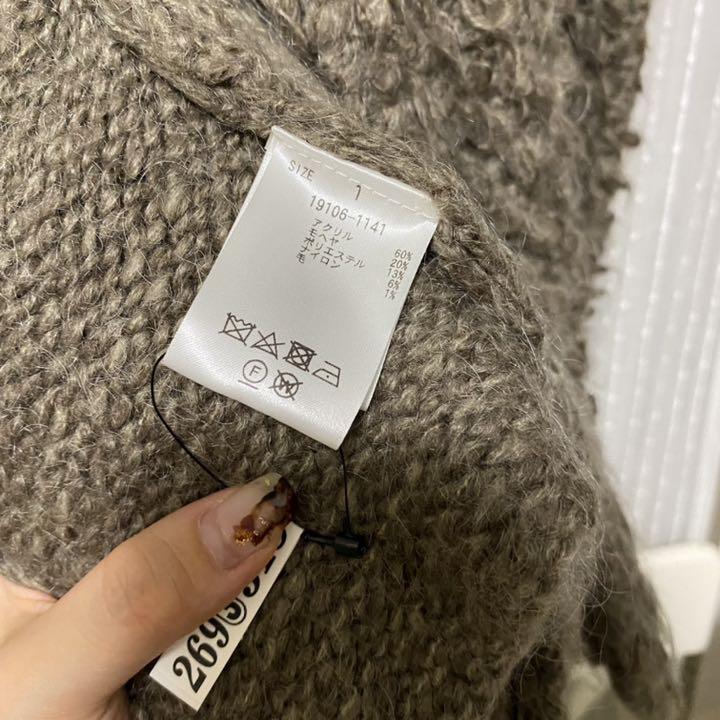 SIZE 1
19106-1141
アクリル 60%
モヘヤ 20%
ポリエステル 13%
ナイロン 6%
毛 1%
F
W